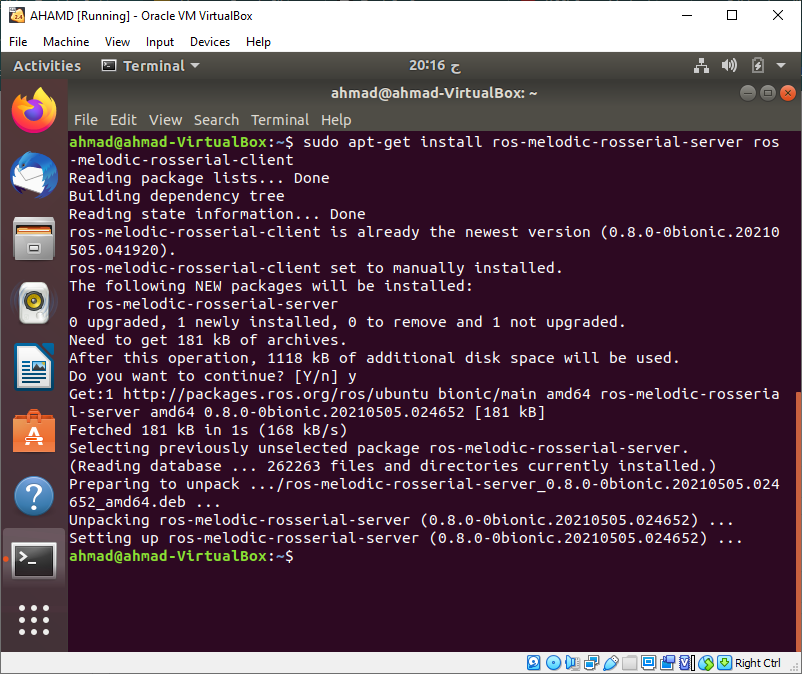 AHAMD [Running] - Oracle VM VirtualBox
File Machine View Input Devices Help
Activities Terminal 20:16 ح
ahmad@ahmad-VirtualBox: ~
File Edit View Search Terminal Help
ahmad@ahmad-VirtualBox:~$ sudo apt-get install ros-melodic-rosserial-server ros
-melodic-rosserial-client
Reading package lists... Done
Building dependency tree
Reading state information... Done
ros-melodic-rosserial-client is already the newest version (0.8.0-0bionic.20210
505.041920).
ros-melodic-rosserial-client set to manually installed.
The following NEW packages will be installed:
ros-melodic-rosserial-server
0 upgraded, 1 newly installed, 0 to remove and 1 not upgraded.
Need to get 181 kB of archives.
After this operation, 1118 kB of additional disk space will be used.
Do you want to continue? [Y/n] y
Get:1 http://packages.ros.org/ros/ubuntu bionic/main amd64 ros-melodic-rosseria
l-server amd64 0.8.0-0bionic.20210505.024652 [181 kB]
Fetched 181 kB in 1s (168 kB/s)
Selecting previously unselected package ros-melodic-rosserial-server.
(Reading database ... 262263 files and directories currently installed.)
Preparing to unpack .../ros-melodic-rosserial-server_0.8.0-0bionic.20210505.024
652_amd64.deb ...
Unpacking ros-melodic-rosserial-server (0.8.0-0bionic.20210505.024652) ...
Setting up ros-melodic-rosserial-server (0.8.0-0bionic.20210505.024652) ...
ahmad@ahmad-VirtualBox:~$
Right Ctrl